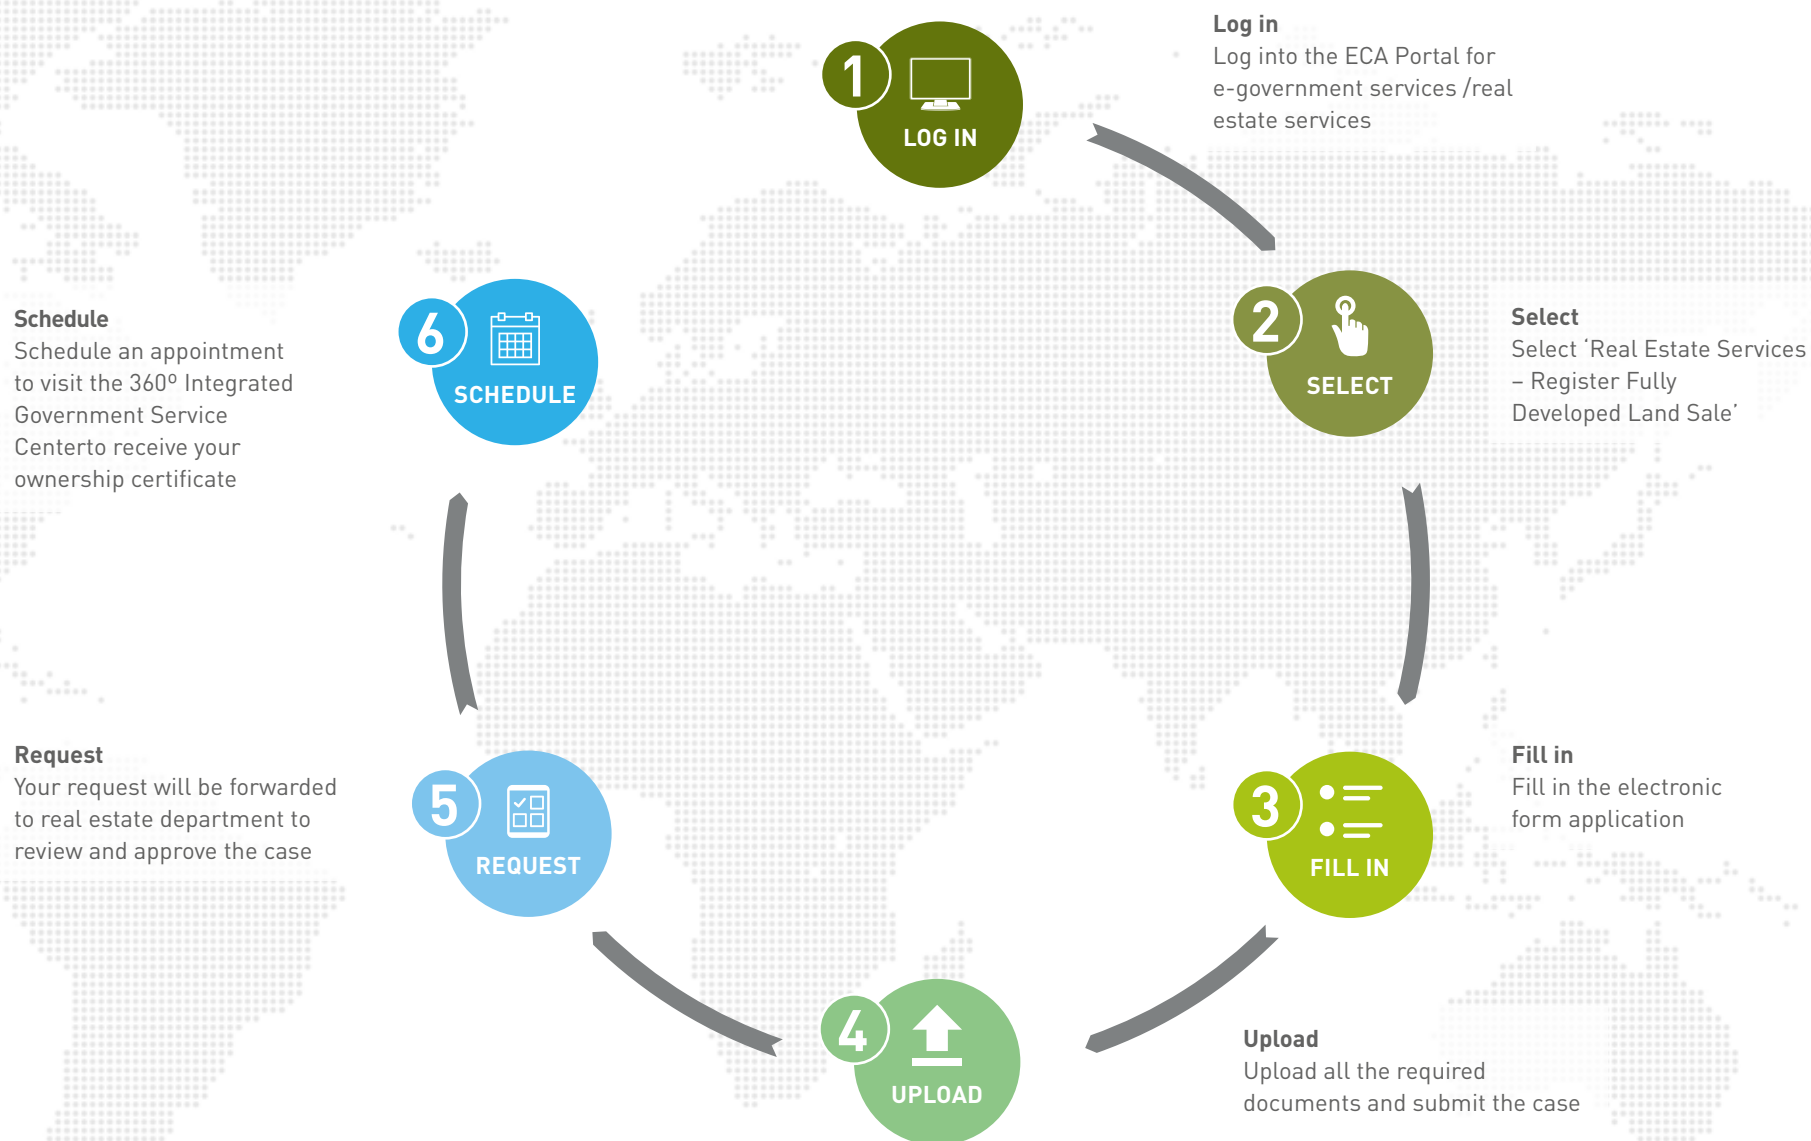 1
LOG IN
Log in
Log into the ECA Portal for
e-government services /real
estate services
2
SELECT
Select
Select ‘Real Estate Services
– Register Fully
Developed Land Sale’
3
FILL IN
Fill in
Fill in the electronic
form application
4
UPLOAD
Upload
Upload all the required
documents and submit the case
5
REQUEST
Request
Your request will be forwarded
to real estate department to
review and approve the case
6
SCHEDULE
Schedule
Schedule an appointment
to visit the 360º Integrated
Government Service
Centerto receive your
ownership certificate